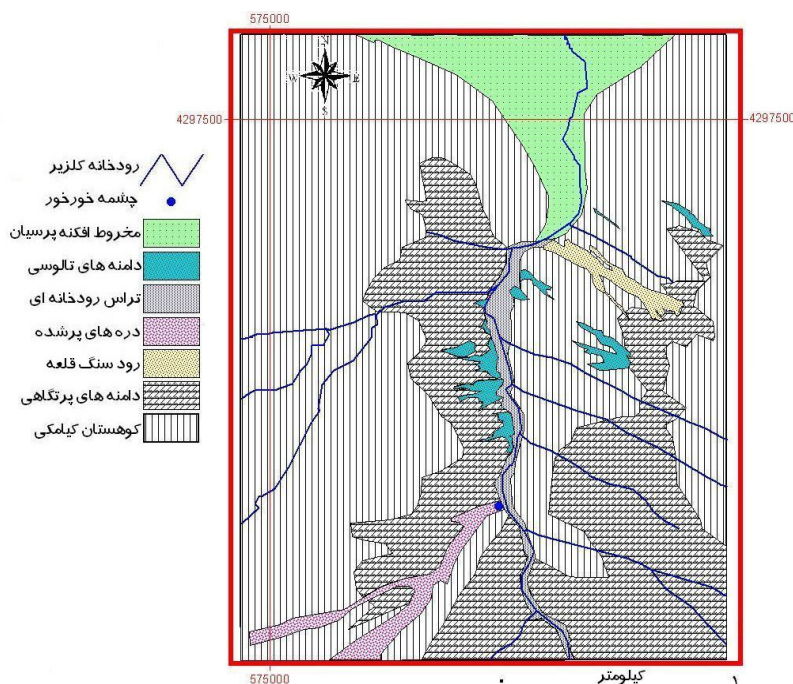 575000
N
W E
S
4297500 4297500
رودخانه کلزیر
چشمه خورخور
مخروط افکنه پرسیان
دامنه های تالوسی
تراس رودخانه ای
دره های پرشده
رود سنگ قلعه
دامنه های پرتگاهی
کوهستان کیامکی
575000
۰ کیلومتر ۱